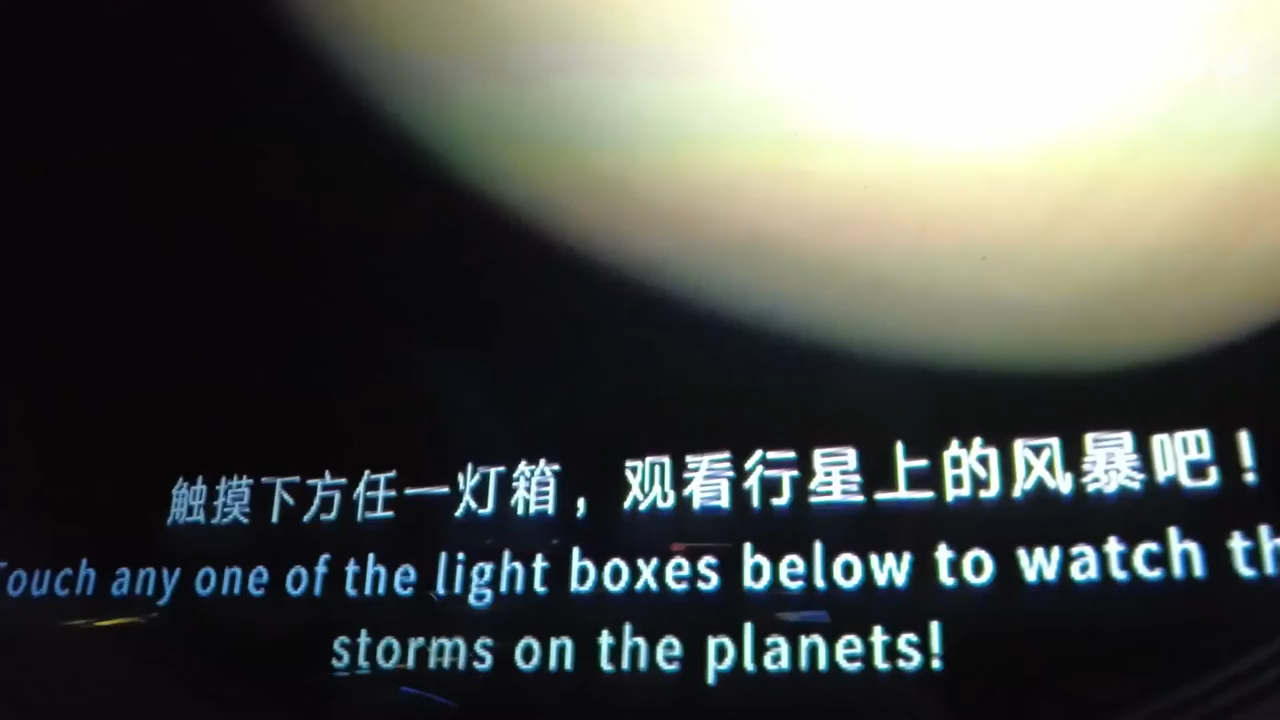 触摸下方任一灯箱，观看行星上的风暴吧！
Touch any one of the light boxes below to watch th
storms on the planets!